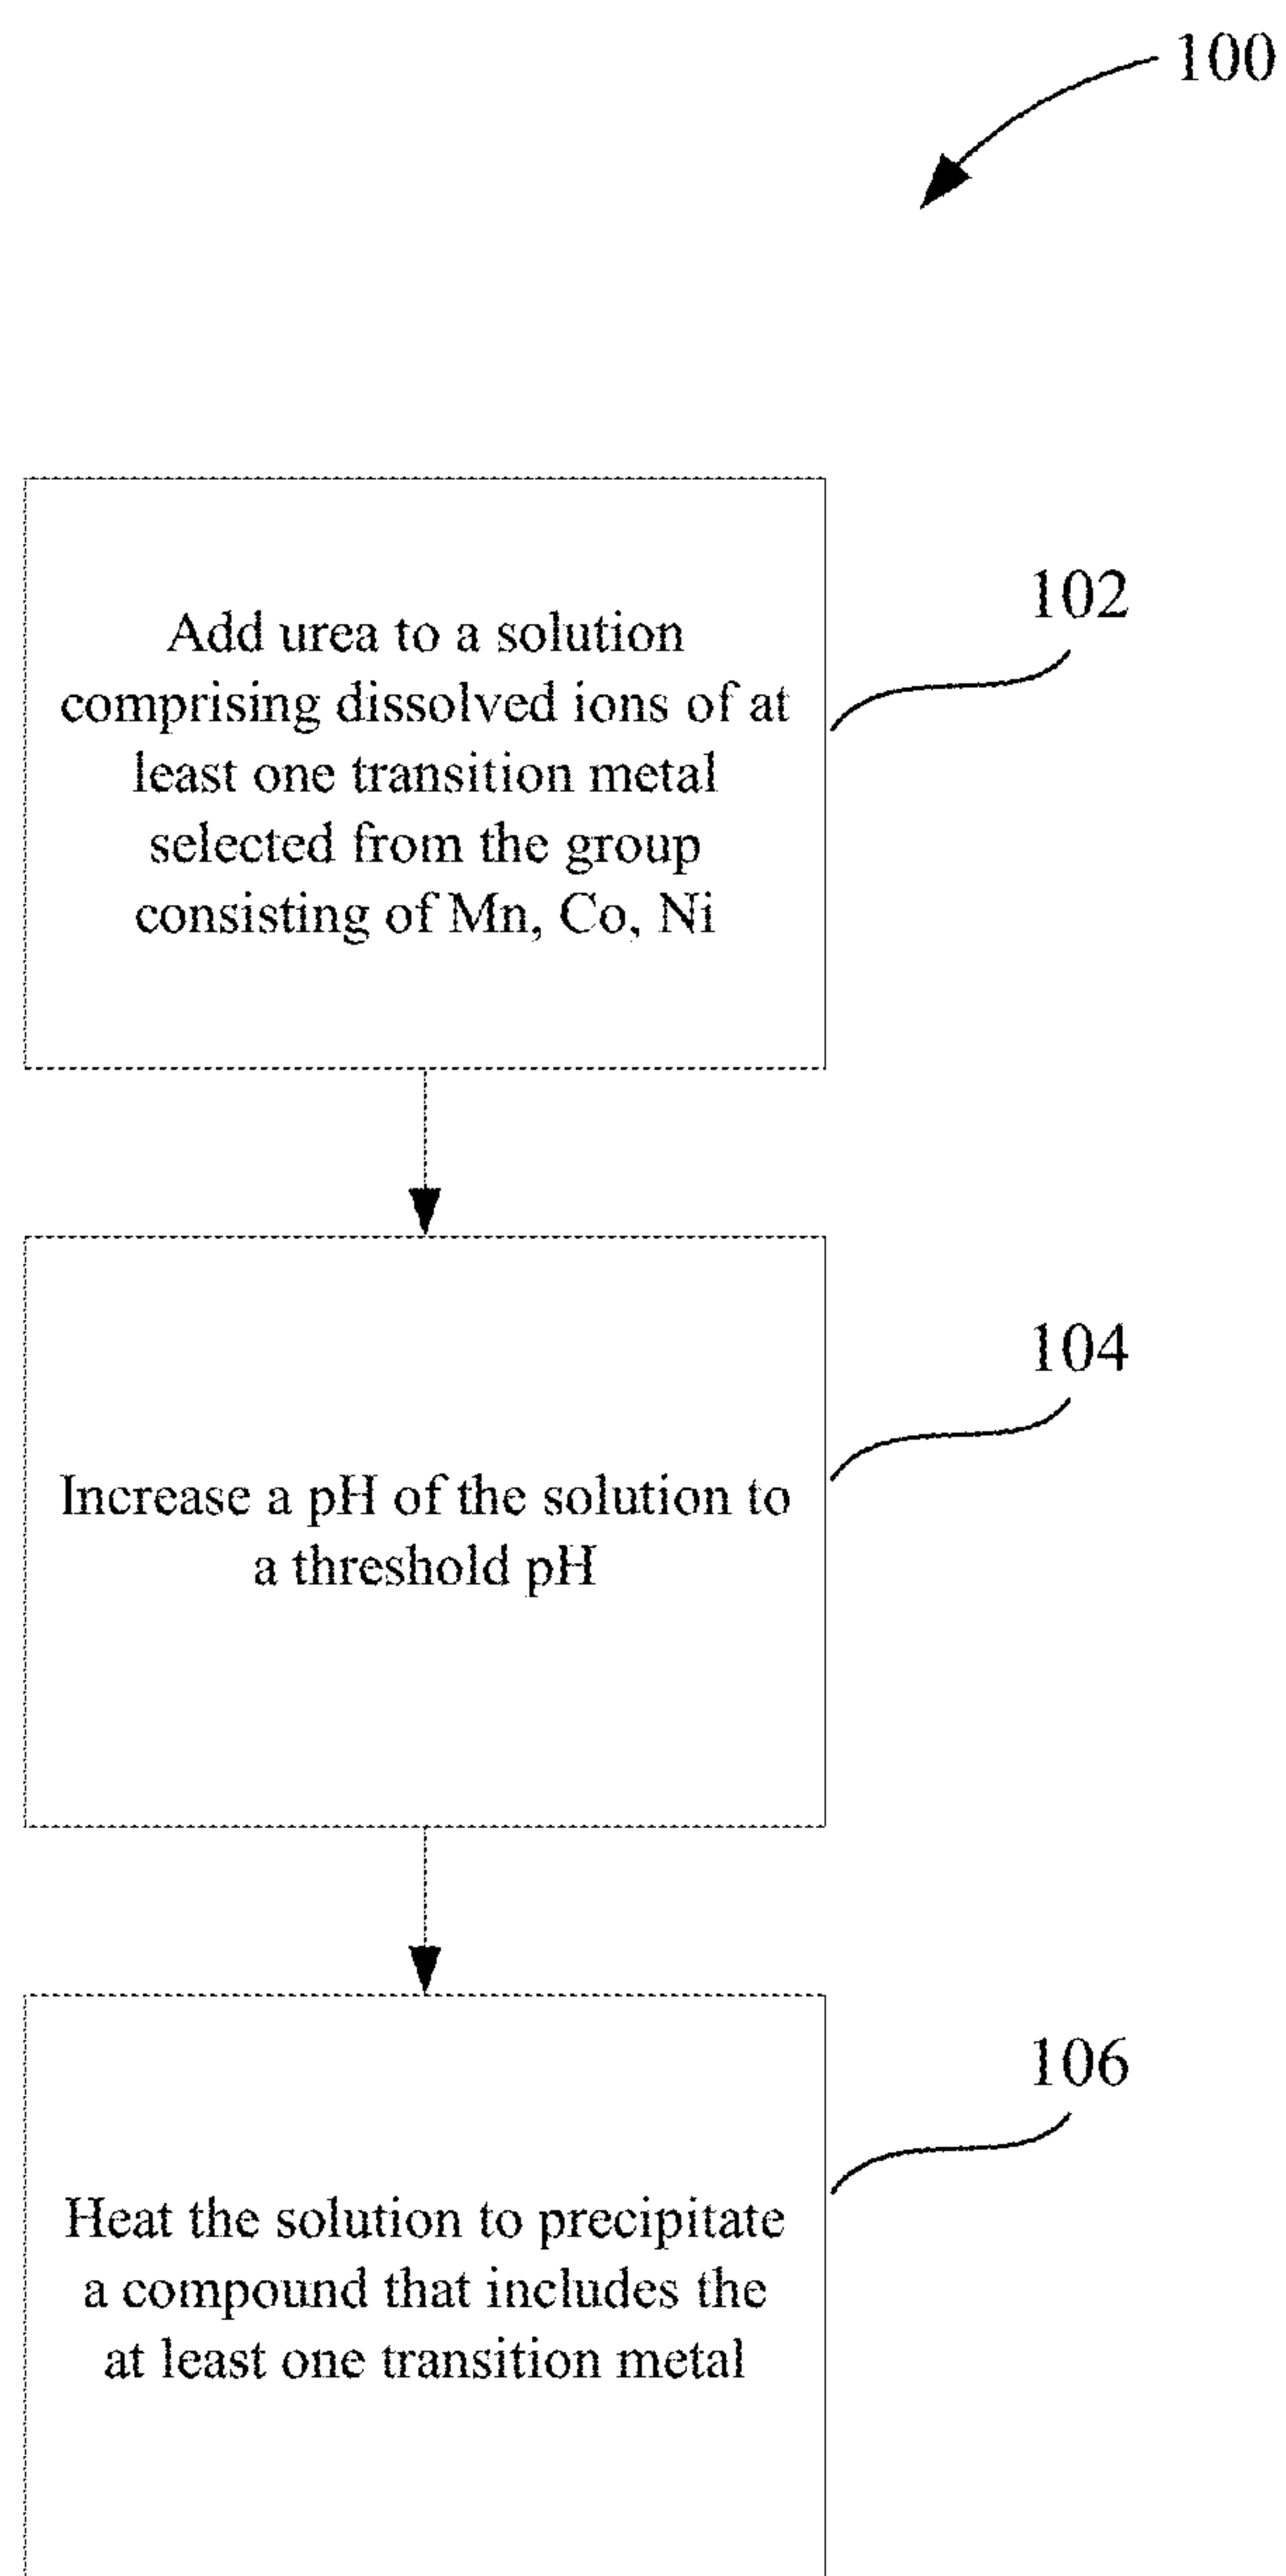 100
Add urea to a solution
comprising dissolved ions of at
least one transition metal
selected from the group
consisting of Mn, Co, Ni
102
Increase a pH of the solution to
a threshold pH
104
Heat the solution to precipitate
a compound that includes the
at least one transition metal
106